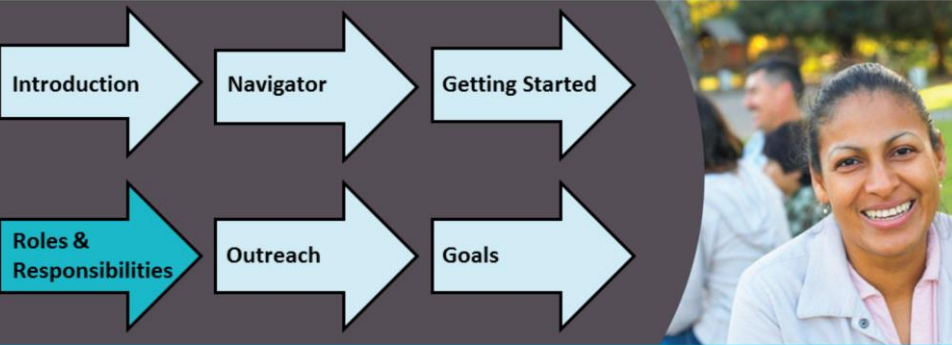 Introduction
Navigator
Getting Started
Roles &
Responsibilities
Outreach
Goals